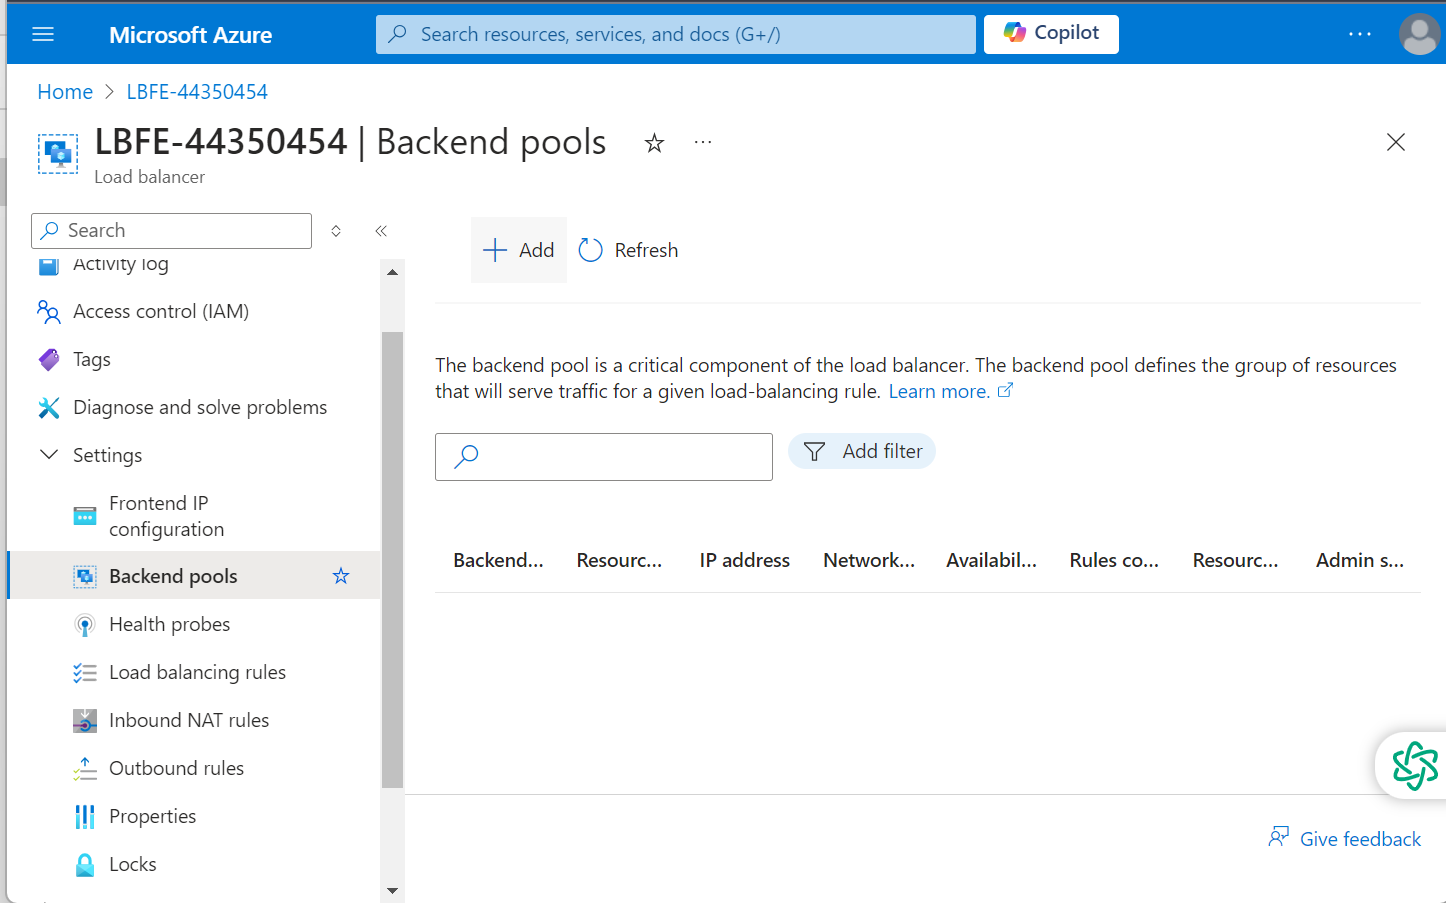 Microsoft Azure
Search resources, services, and docs (G+/)
Copilot
Home > LBFE-44350454
LBFE-44350454 | Backend pools
Load balancer
Search
Add
Refresh
Activity log
Access control (IAM)
Tags
Diagnose and solve problems
Settings
Frontend IP
configuration
Backend pools
Health probes
Load balancing rules
Inbound NAT rules
Outbound rules
Properties
Locks
The backend pool is a critical component of the load balancer. The backend pool defines the group of resources
that will serve traffic for a given load-balancing rule. Learn more.
Add filter
Backend... Resourc... IP address Network... Availabil... Rules co... Resourc... Admin s...
Give feedback